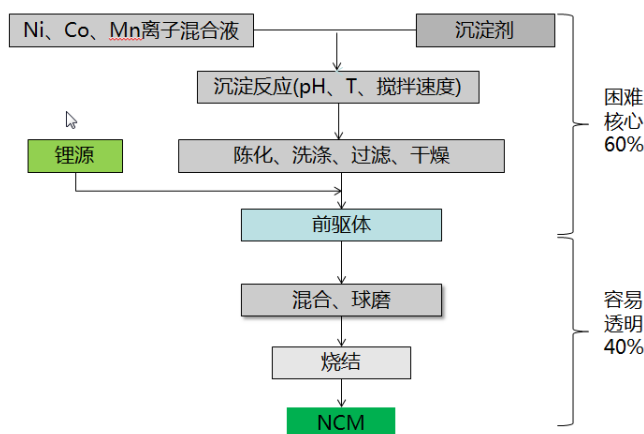 Ni、Co、Mn离子混合液
沉淀剂
沉淀反应(pH、T、搅拌速度)
困难
核心
60%
锂源
陈化、洗涤、过滤、干燥
前驱体
混合、球磨
容易
透明
40%
烧结
NCM